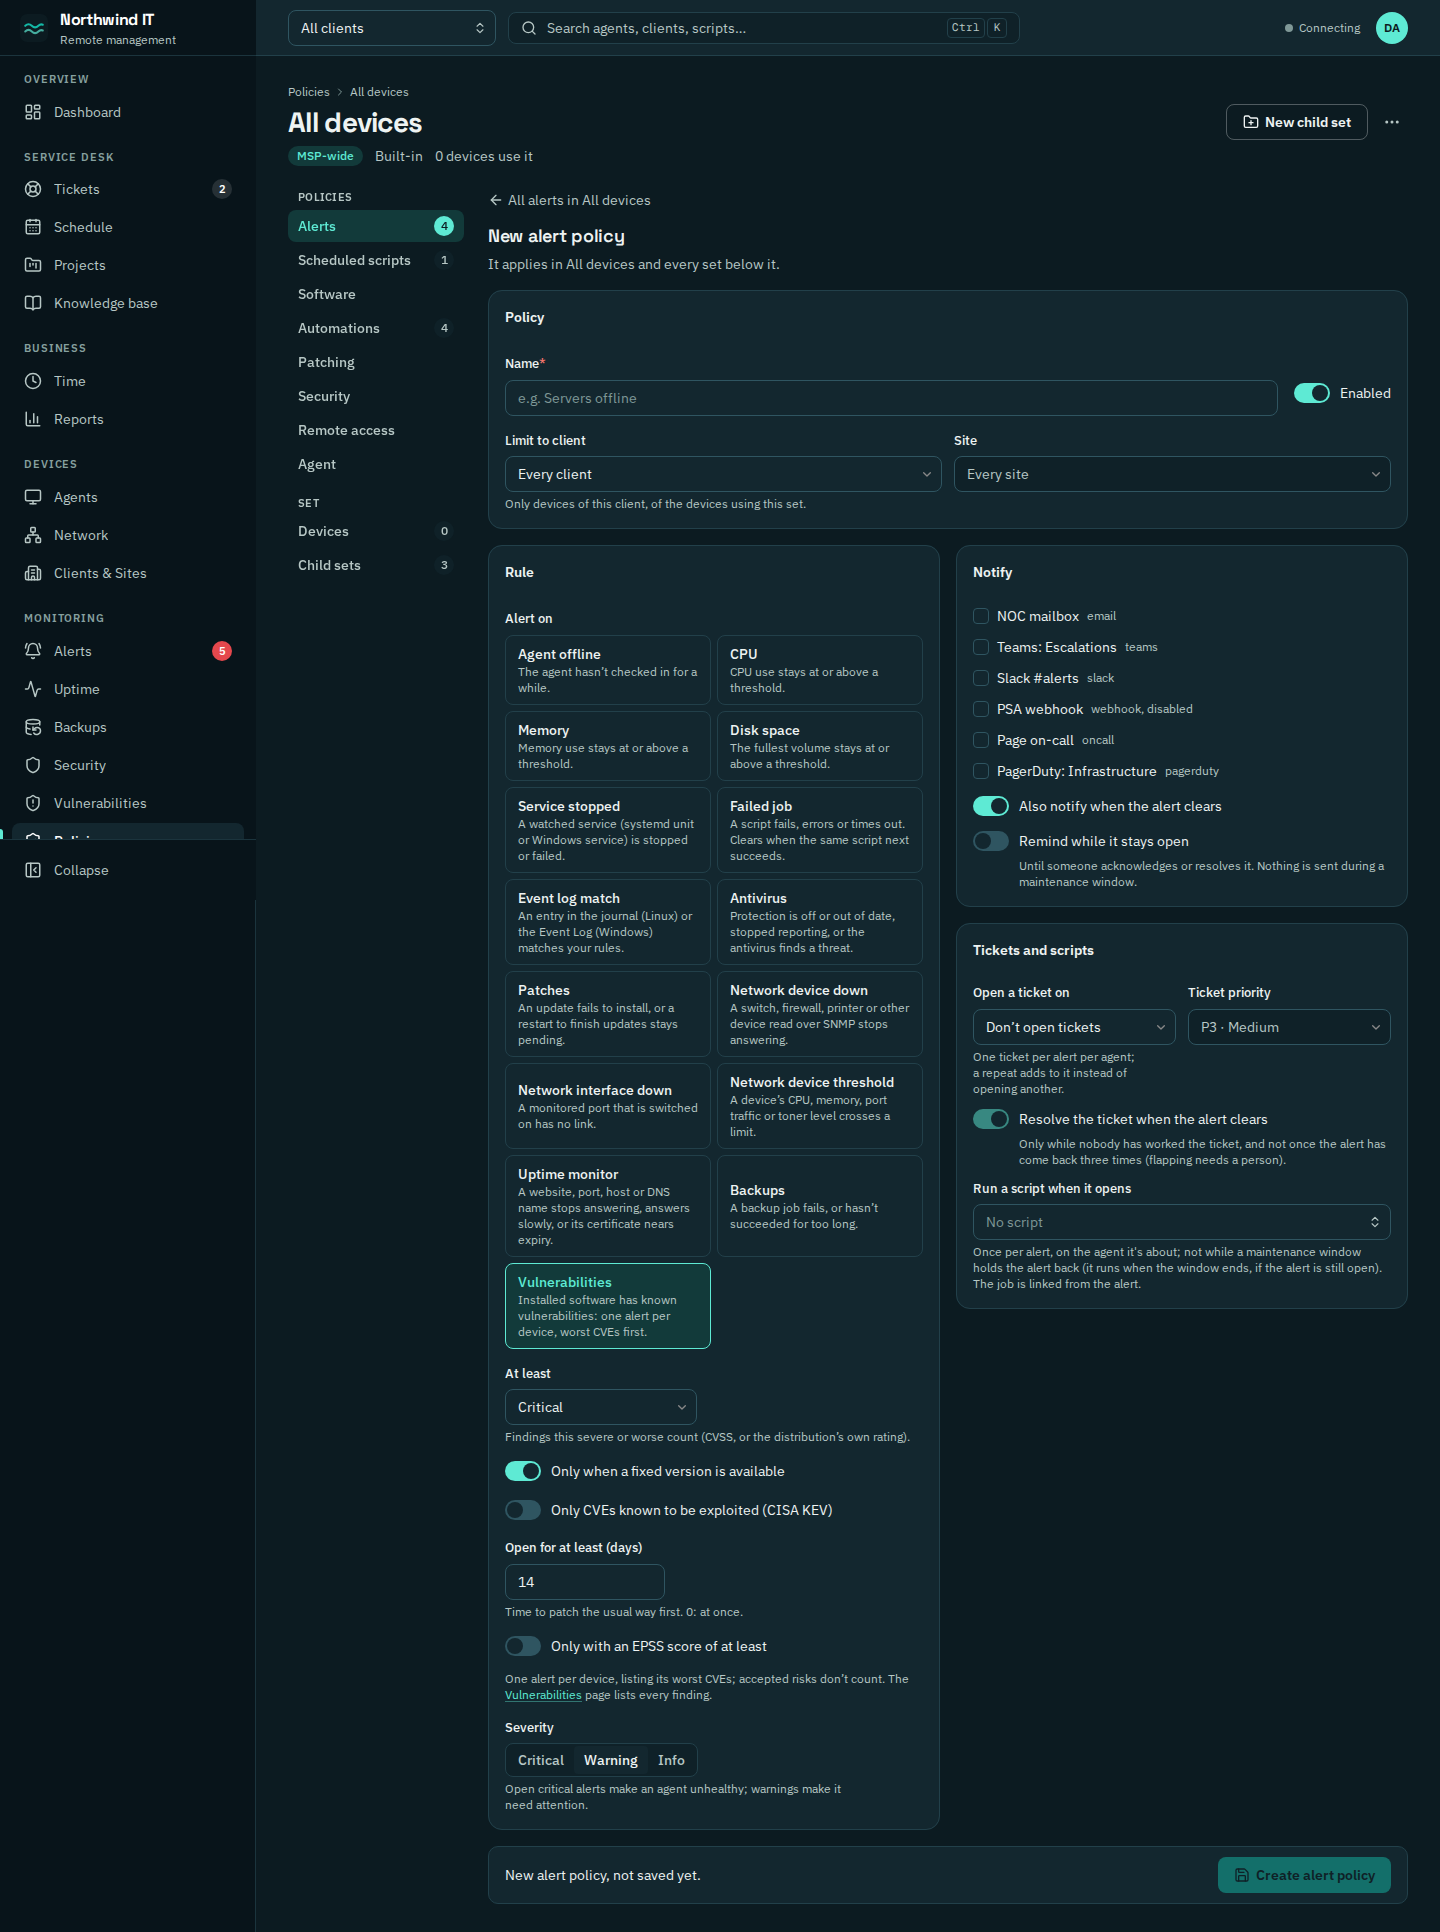 Northwind IT
Remote management
All clients
Search agents, clients, scripts...
Ctrl K
Connecting
DA
OVERVIEW
Dashboard
SERVICE DESK
Tickets 2
Schedule
Projects
Knowledge base
BUSINESS
Time
Reports
DEVICES
Agents
Network
Clients & Sites
MONITORING
Alerts 5
Uptime
Backups
Security
Vulnerabilities
Collapse
Policies > All devices
All devices
MSP-wide Built-in 0 devices use it
New child set
POLICIES
Alerts 4
Scheduled scripts 1
Software
Automations 4
Patching
Security
Remote access
Agent
SET
Devices 0
Child sets 3
All alerts in All devices
New alert policy
It applies in All devices and every set below it.
Policy
Name*
e.g. Servers offline
Enabled
Limit to client
Every client
Only devices of this client, of the devices using this set.
Site
Every site
Rule
Alert on
Agent offline
The agent hasn't checked in for a
while.
CPU
CPU use stays at or above a
threshold.
Memory
Memory use stays at or above a
threshold.
Disk space
The fullest volume stays at or
above a threshold.
Service stopped
A watched service (systemd unit
or Windows service) is stopped
or failed.
Failed job
A script fails, errors or times out.
Clears when the same script next
succeeds.
Event log match
An entry in the journal (Linux) or
the Event Log (Windows)
matches your rules.
Antivirus
Protection is off or out of date,
stopped reporting, or the
antivirus finds a threat.
Patches
An update fails to install, or a
restart to finish updates stays
pending.
Network device down
A switch, firewall, printer or other
device read over SNMP stops
answering.
Network interface down
A monitored port that is switched
on has no link.
Network device threshold
A device's CPU, memory, port
traffic or toner level crosses a
limit.
Uptime monitor
A website, port, host or DNS
name stops answering, answers
slowly, or its certificate nears
expiry.
Backups
A backup job fails, or hasn't
succeeded for too long.
Vulnerabilities
Installed software has known
vulnerabilities: one alert per
device, worst CVEs first.
At least
Critical
Findings this severe or worse count (CVSS, or the distribution's own rating).
Only when a fixed version is available
Only CVEs known to be exploited (CISA KEV)
Open for at least (days)
14
Time to patch the usual way first. 0: at once.
Only with an EPSS score of at least
One alert per device, listing its worst CVEs; accepted risks don't count. The
Vulnerabilities page lists every finding.
Severity
Critical Warning Info
Open critical alerts make an agent unhealthy; warnings make it
need attention.
Notify
NOC mailbox email
Teams: Escalations teams
Slack #alerts slack
PSA webhook webhook, disabled
Page on-call oncall
PagerDuty: Infrastructure pagerduty
Also notify when the alert clears
Remind while it stays open
Until someone acknowledges or resolves it. Nothing is sent during a
maintenance window.
Tickets and scripts
Open a ticket on
Don't open tickets
One ticket per alert per agent;
a repeat adds to it instead of
opening another.
Ticket priority
P3 · Medium
Resolve the ticket when the alert clears
Only while nobody has worked the ticket, and not once the alert has
come back three times (flapping needs a person).
Run a script when it opens
No script
Once per alert, on the agent it's about; not while a maintenance window
holds the alert back (it runs when the window ends, if the alert is still open).
The job is linked from the alert.
New alert policy, not saved yet.
Create alert policy